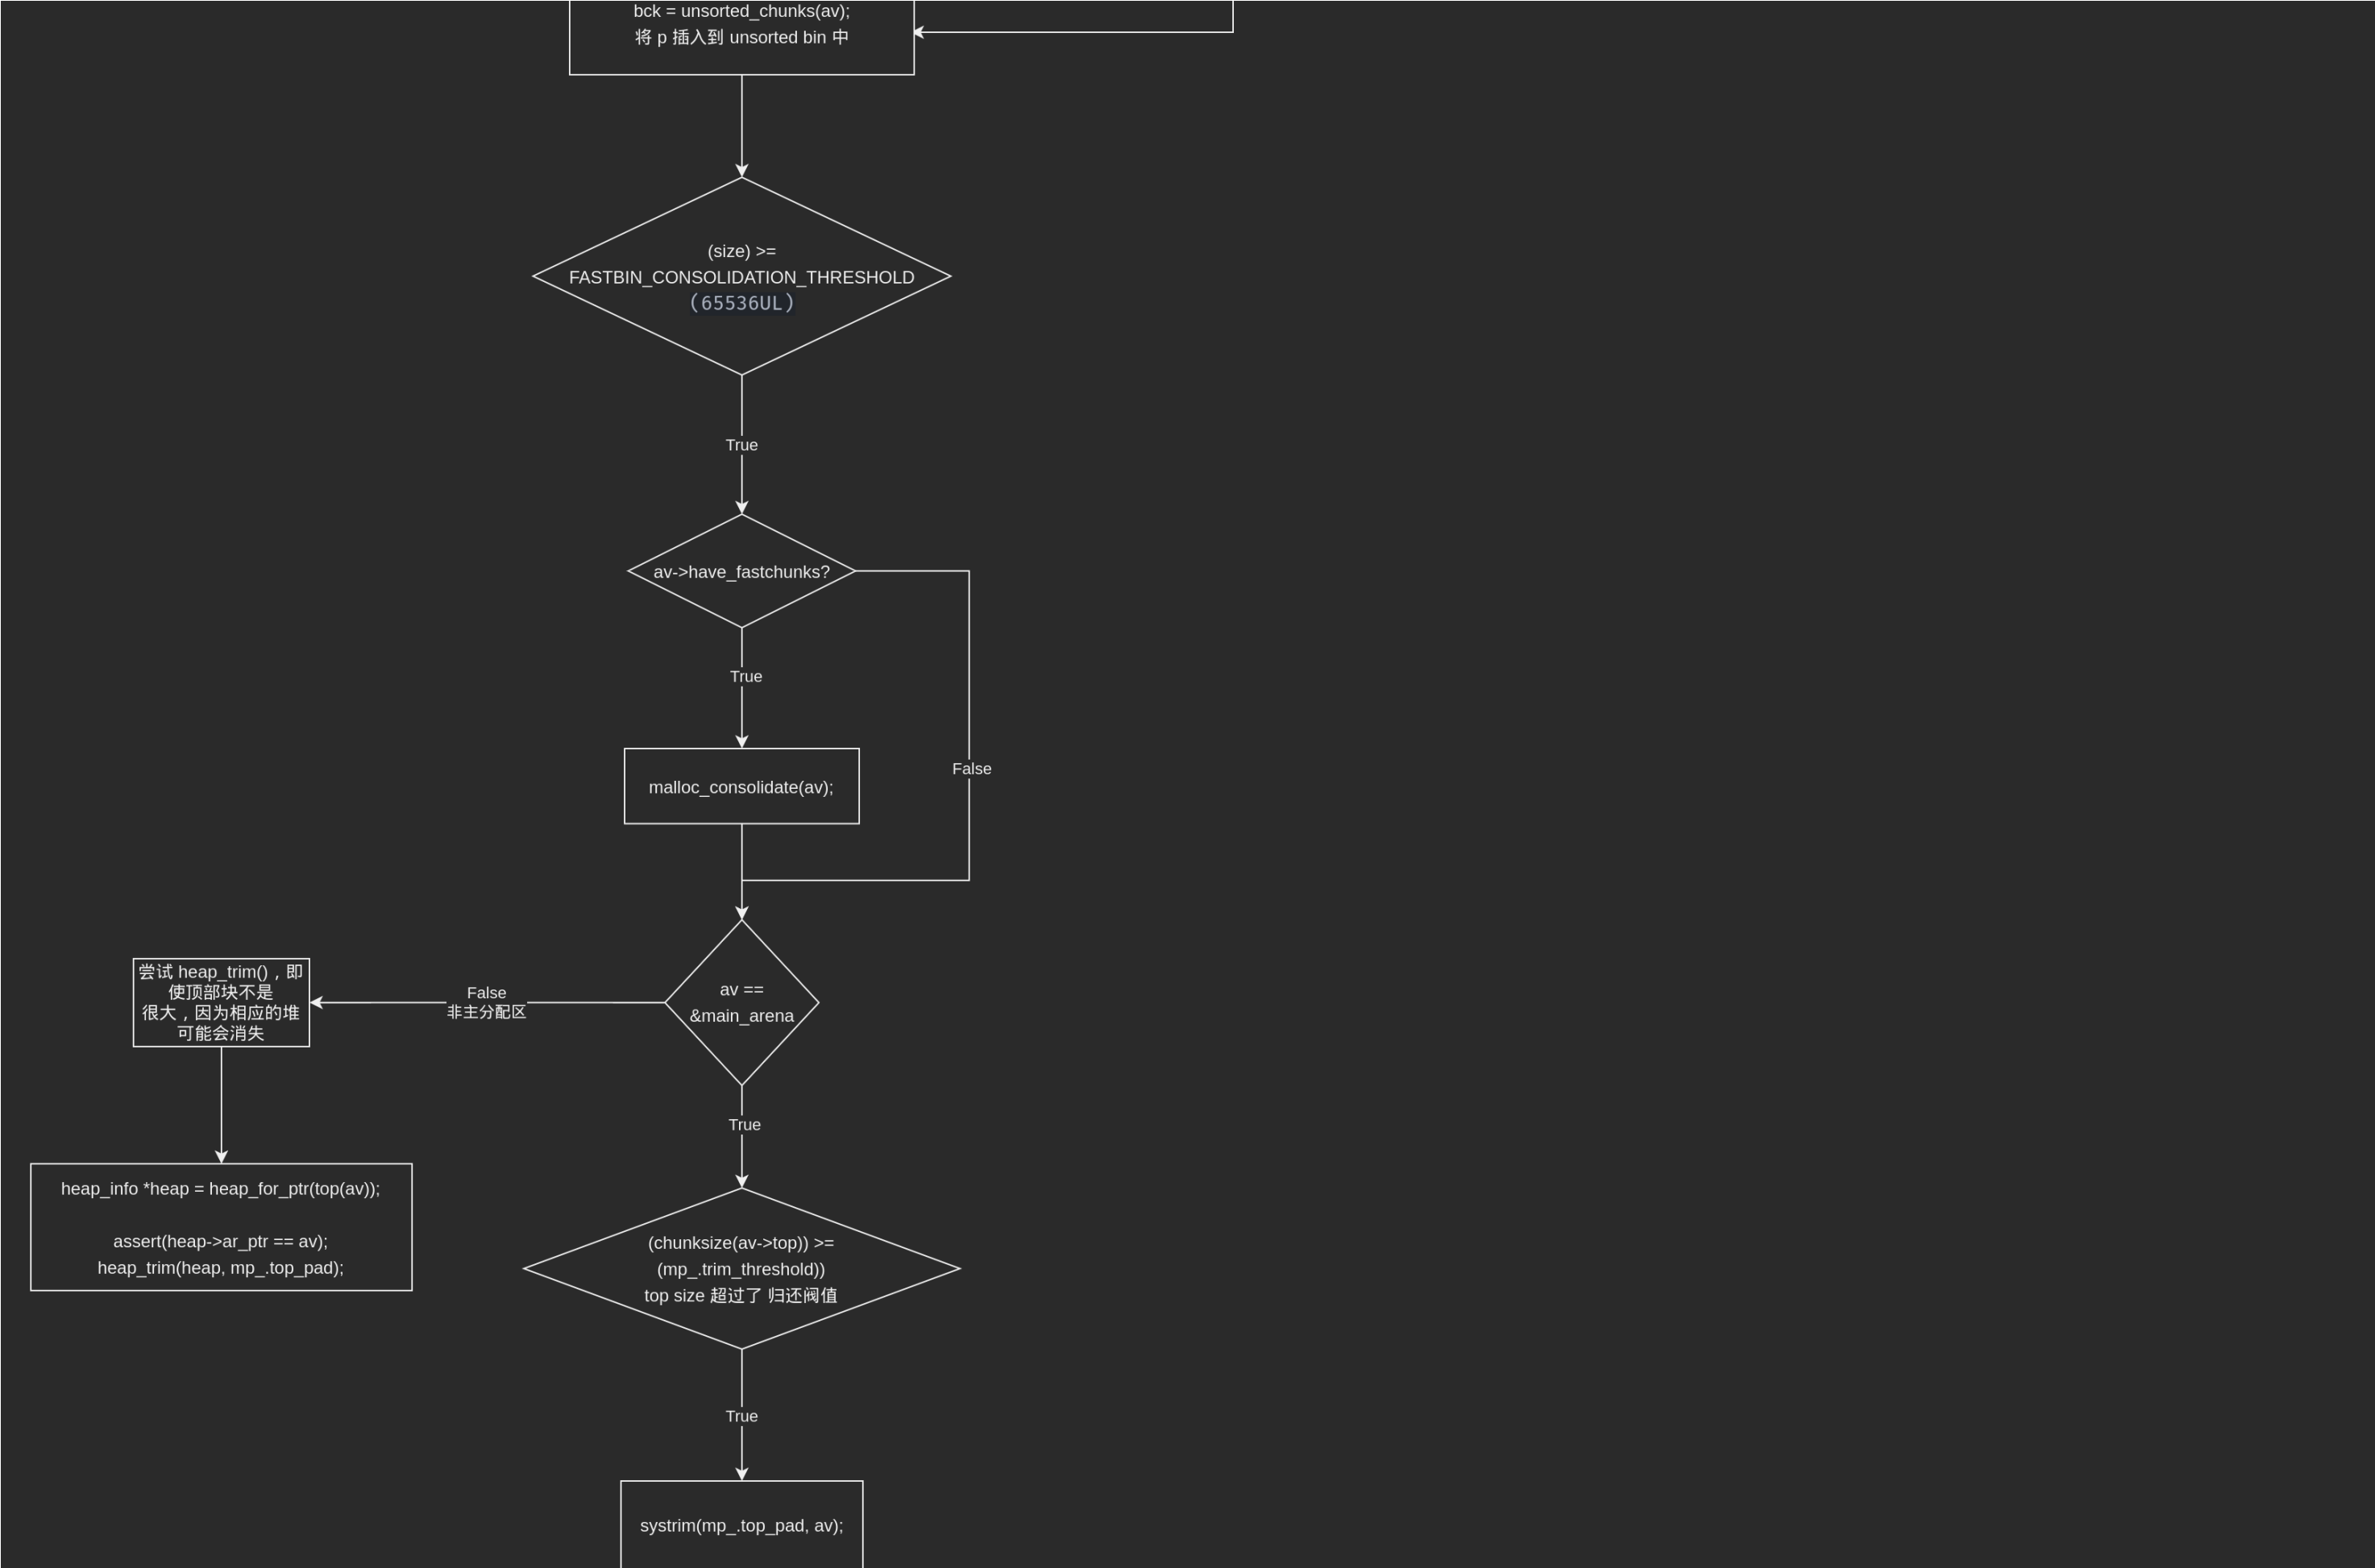 bck = unsorted_chunks(av);
将 p 插入到 unsorted bin 中
(size) >=
FASTBIN_CONSOLIDATION_THRESHOLD
(65536UL)
True
av->have_fastchunks?
True
False
malloc_consolidate(av);
av ==
&main_arena
False
非主分配区
尝试 heap_trim()，即
使顶部块不是
很大，因为相应的堆
可能会消失
True
heap_info *heap = heap_for_ptr(top(av));
assert(heap->ar_ptr == av);
heap_trim(heap, mp_.top_pad);
(chunksize(av->top)) >=
(mp_.trim_threshold))
top size 超过了 归还阀值
True
systrim(mp_.top_pad, av);